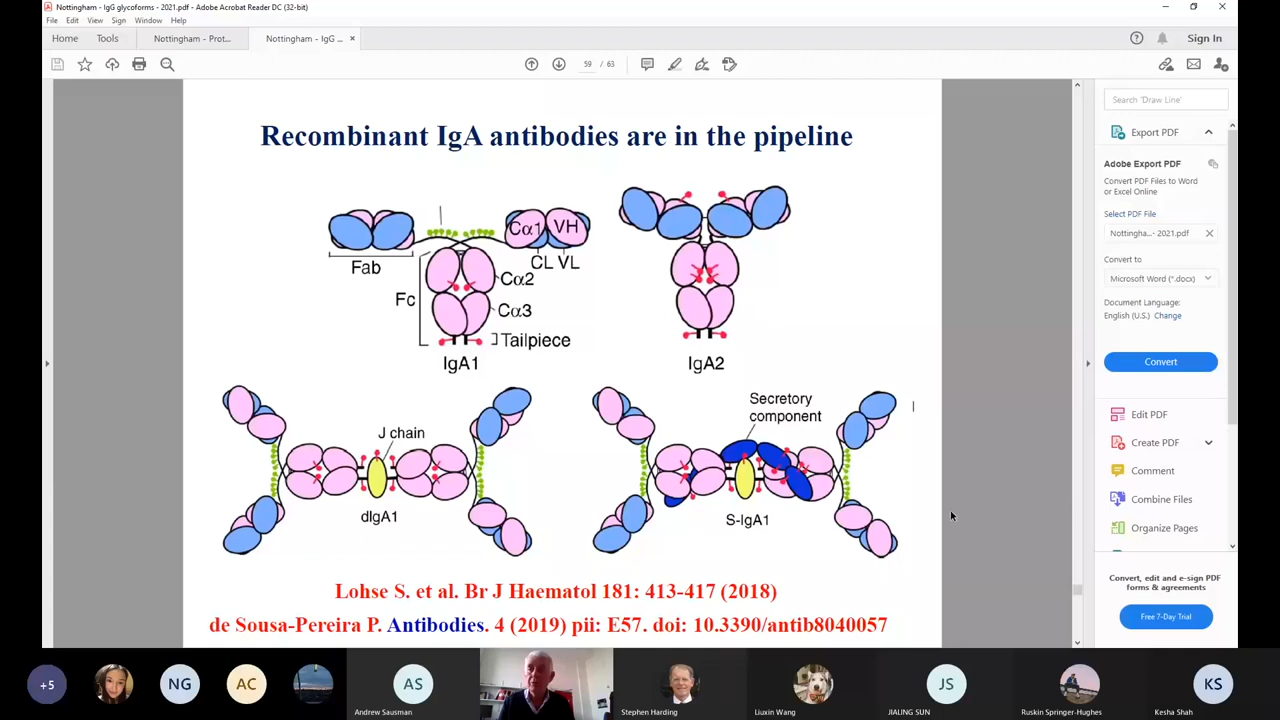 Nottingham - IgG glycoforms - 2021.pdf - Adobe Acrobat Reader DC (32-bit)
File Edit View Sign Window Help
Home Tools Nottingham - Prot... Nottingham - IgG ... × ? Sign In
59 / 63
Search 'Draw Line'
Export PDF
Adobe Export PDF
Convert PDF Files to Word
or Excel Online
Select PDF File
Nottingha...- 2021.pdf
Convert to
Microsoft Word (*.docx)
Document Language:
English (U.S.) Change
Convert
Edit PDF
Create PDF
Comment
Combine Files
Organize Pages
Convert, edit and e-sign PDF
forms & agreements
Free 7-Day Trial
Recombinant IgA antibodies are in the pipeline
Cα1 VH
Fab
CL VL
Cα2
Fc
Cα3
Tailpiece
IgA1
IgA2
J chain
dIgA1
Secretory
component
S-IgA1
Lohse S. et al. Br J Haematol 181: 413-417 (2018)
de Sousa-Pereira P. Antibodies. 4 (2019) pii: E57. doi: 10.3390/antib8040057
+5 NG AC AS JS KS
Andrew Sausman Stephen Harding Liuxin Wang JIALING SUN Ruskin Springer-Hughes Kesha Shah